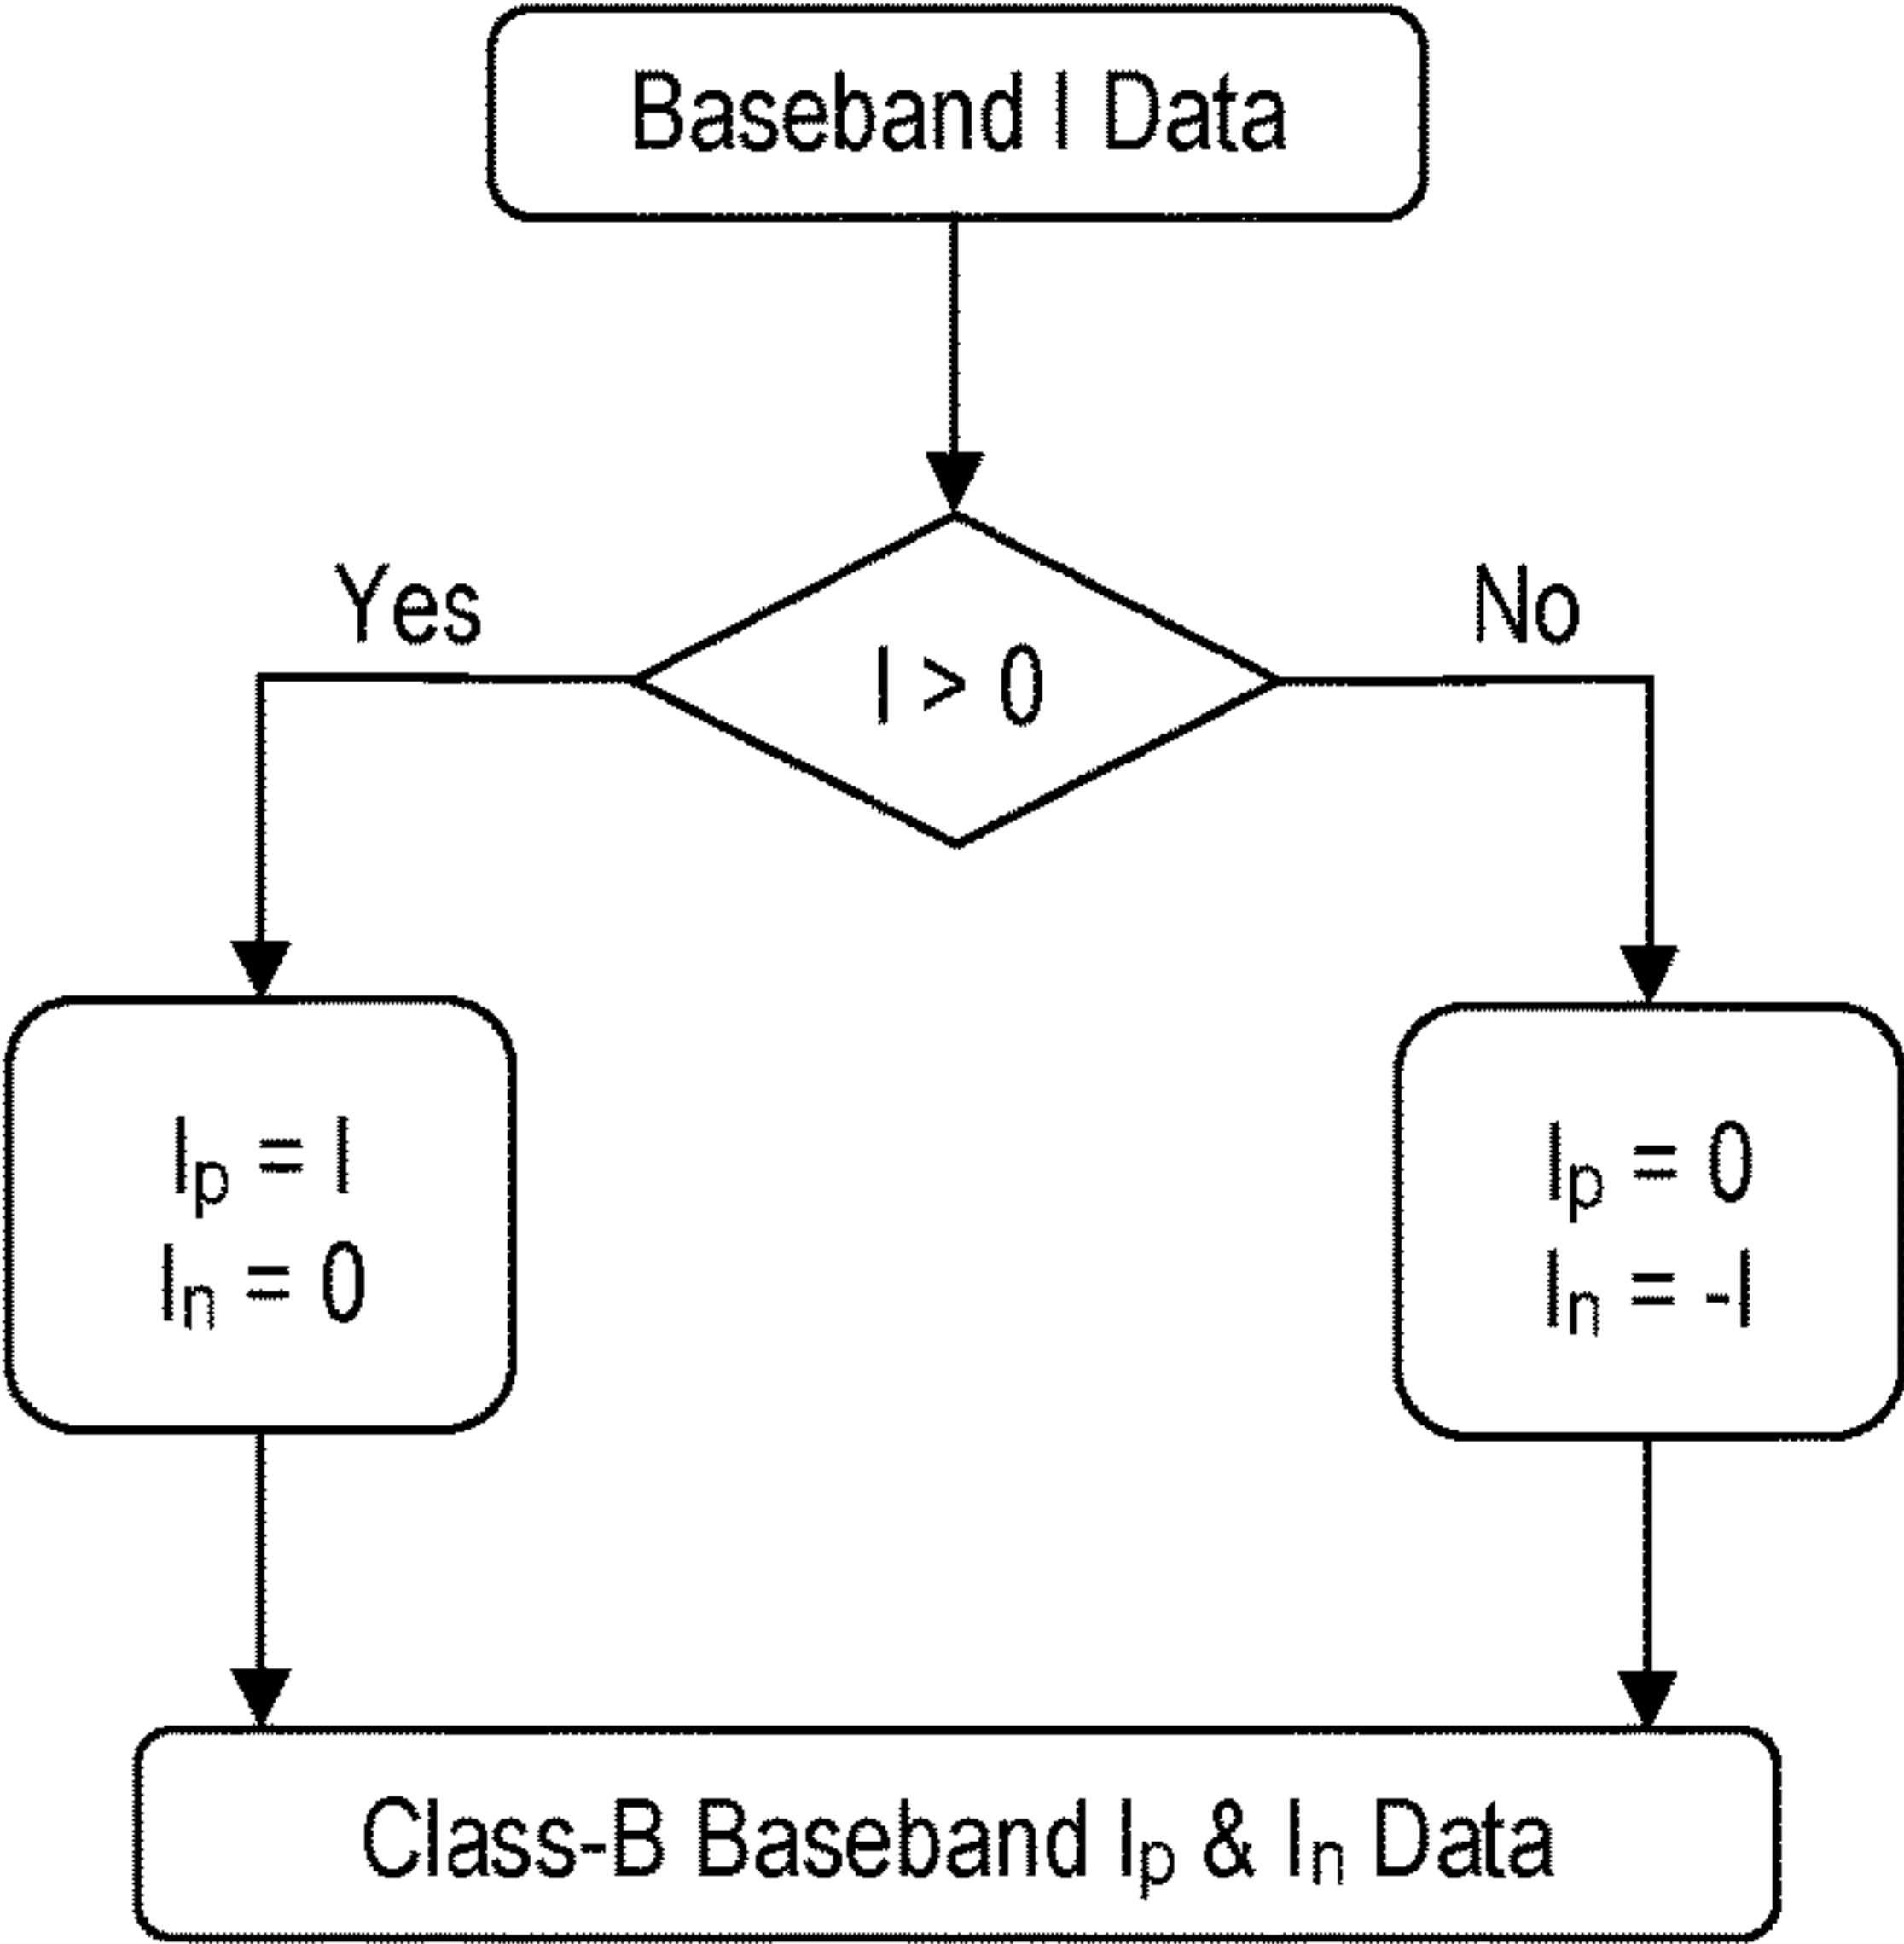 Baseband I Data
Yes
I > 0
No
Ip = I
In = 0
Ip = 0
In = -I
Class-B Baseband Ip & In Data